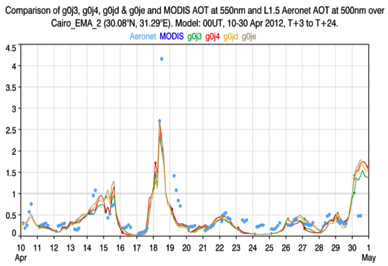 Comparison of g0j3, g0j4, g0jd & g0je and MODIS AOT at 550nm and L1.5 Aeronet AOT at 500nm over
Cairo_EMA_2 (30.08°N, 31.29°E). Model: 00UT, 10-30 Apr 2012, T+3 to T+24.
Aeronet MODIS g0j3 g0j4 g0jd g0je
4.5
4
3.5
3
2.5
2
1.5
1
0.5
0
10 11 12 13 14 15 16 17 18 19 20 21 22 23 24 25 26 27 28 29 30 1
Apr May